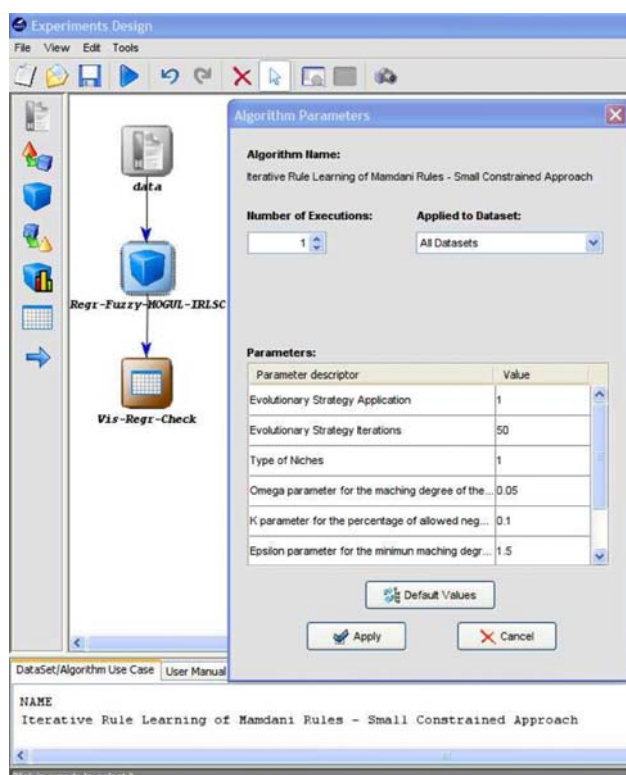 Experiments Design
File View Edit Tools
data
Regr-Fuzzy-MOGUL-IRLSC
Vis-Regr-Check
Algorithm Parameters
Algorithm Name:
Iterative Rule Learning of Mamdani Rules - Small Constrained Approach
Number of Executions:
Applied to Dataset:
1
All Datasets
Parameters:
Parameter descriptor Value
Evolutionary Strategy Application 1
Evolutionary Strategy Iterations 50
Type of Niches 1
Omega parameter for the maching degree of the... 0.05
K parameter for the percentage of allowed neg... 0.1
Epsilon parameter for the minimun maching degr... 1.5
Default Values
Apply
Cancel
DataSet/Algorithm Use Case User Manual
NAME
Iterative Rule Learning of Mamdani Rules - Small Constrained Approach